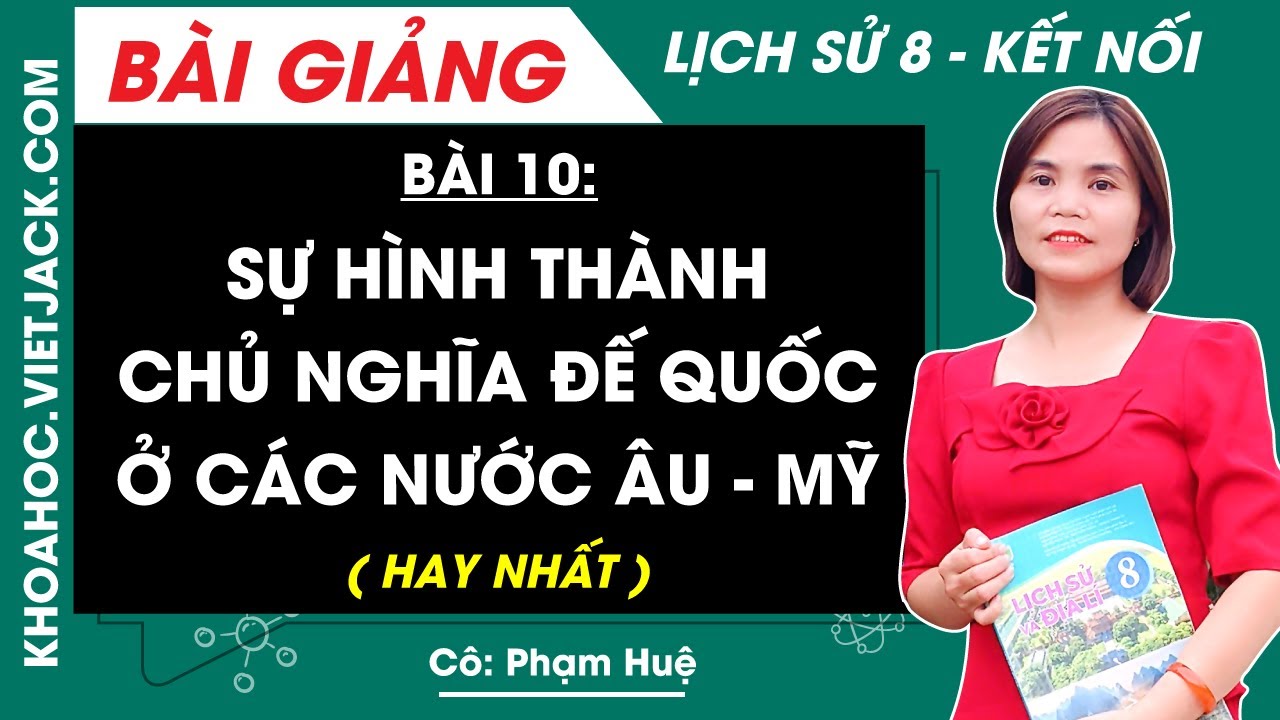 BÀI GIẢNG
LỊCH SỬ 8 - KẾT NỐI
KHOAHOC.VIETJACK.COM
BÀI 10:
SỰ HÌNH THÀNH
CHỦ NGHĨA ĐẾ QUỐC
Ở CÁC NƯỚC ÂU - MỸ
( HAY NHẤT )
Cô: Phạm Huệ
LỊCH SỬ
VÀ ĐỊA LÍ
8